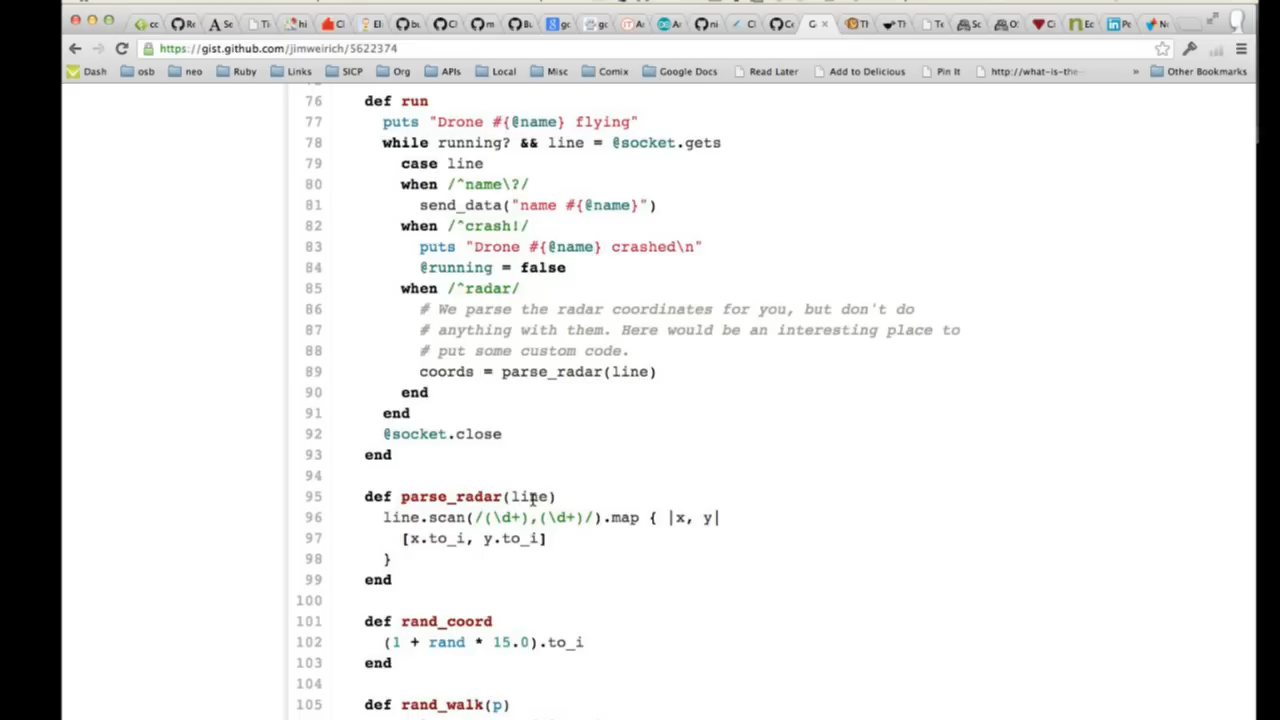 https://gist.github.com/jimweirich/5622374
Dash osb neo Ruby Links SICP Org APIs Local Misc Comix Google Docs Read Later Add to Delicious Pin It http://what-is-the- » Other Bookmarks
76 def run
77 puts "Drone #{@name} flying"
78 while running? && line = @socket.gets
79 case line
80 when /^name\?/
81 send_data("name #{@name}")
82 when /^crash!/
83 puts "Drone #{@name} crashed\n"
84 @running = false
85 when /^radar/
86 # We parse the radar coordinates for you, but don't do
87 # anything with them. Here would be an interesting place to
88 # put some custom code.
89 coords = parse_radar(line)
90 end
91 end
92 @socket.close
93 end
94
95 def parse_radar(line)
96 line.scan(/(\d+),(\d+)/).map { |x, y|
97 [x.to_i, y.to_i]
98 }
99 end
100
101 def rand_coord
102 (1 + rand * 15.0).to_i
103 end
104
105 def rand_walk(p)